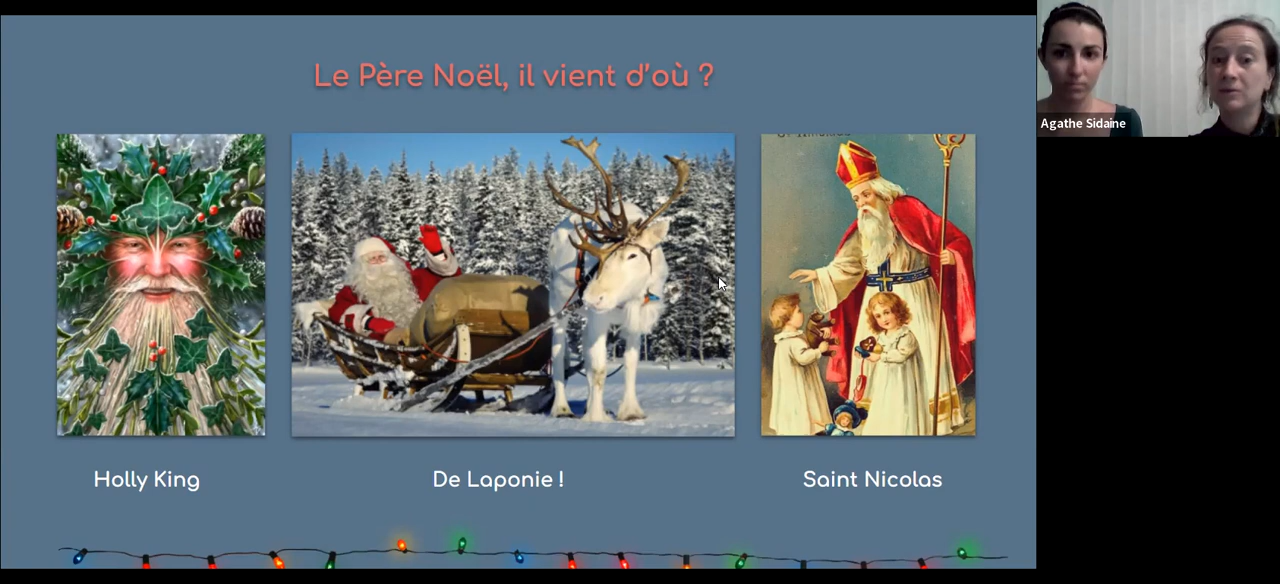 Le Père Noël, il vient d'où ?
Agathe Sidaine
Holly King
De Laponie !
Saint Nicolas